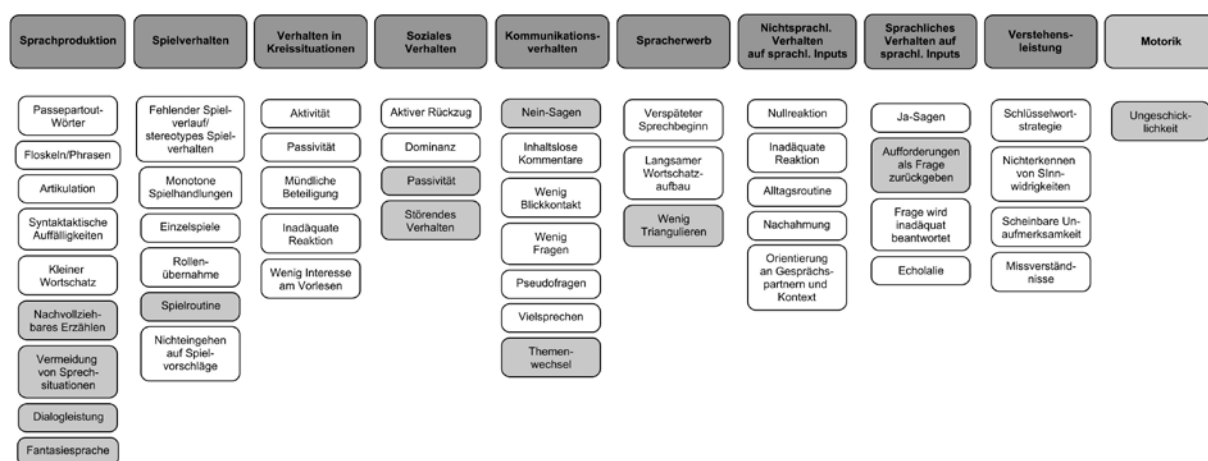 Sprachproduktion
Passepartout-
Wörter
Floskeln/Phrasen
Artikulation
Syntaktaktische
Auffälligkeiten
Kleiner
Wortschatz
Nachvollzieh-
bares Erzählen
Vermeidung
von Sprech-
situationen
Dialogleistung
Fantasiesprache
Spielverhalten
Fehlender Spiel-
verlauf/
stereotypes Spiel-
verhalten
Monotone
Spielhandlungen
Einzelspiele
Rollen-
übernahme
Spielroutine
Nichteingehen
auf Spiel-
vorschläge
Verhalten in
Kreissituationen
Aktivität
Passivität
Mündliche
Beteiligung
Inadäquate
Reaktion
Wenig Interesse
am Vorlesen
Soziales
Verhalten
Aktiver Rückzug
Dominanz
Passivität
Störendes
Verhalten
Kommunikations-
verhalten
Nein-Sagen
Inhaltslose
Kommentare
Wenig
Blickkontakt
Wenig
Fragen
Pseudofragen
Vielsprechen
Themen-
wechsel
Spracherwerb
Verspäteter
Sprechbeginn
Langsamer
Wortschatz-
aufbau
Wenig
Triangulieren
Nichtsprachl.
Verhalten
auf sprachl. Inputs
Nullreaktion
Inadäquate
Reaktion
Alltagsroutine
Nachahmung
Orientierung
an Gesprächs-
partnern und
Kontext
Sprachliches
Verhalten auf
sprachl. Inputs
Ja-Sagen
Aufforderungen
als Frage
zurückgeben
Frage wird
inadäquat
beantwortet
Echolalie
Verstehens-
leistung
Schlüsselwort-
strategie
Nichterkennen
von SInn-
widrigkeiten
Scheinbare Un-
aufmerksamkeit
Missverständ-
nisse
Motorik
Ungeschick-
lichkeit